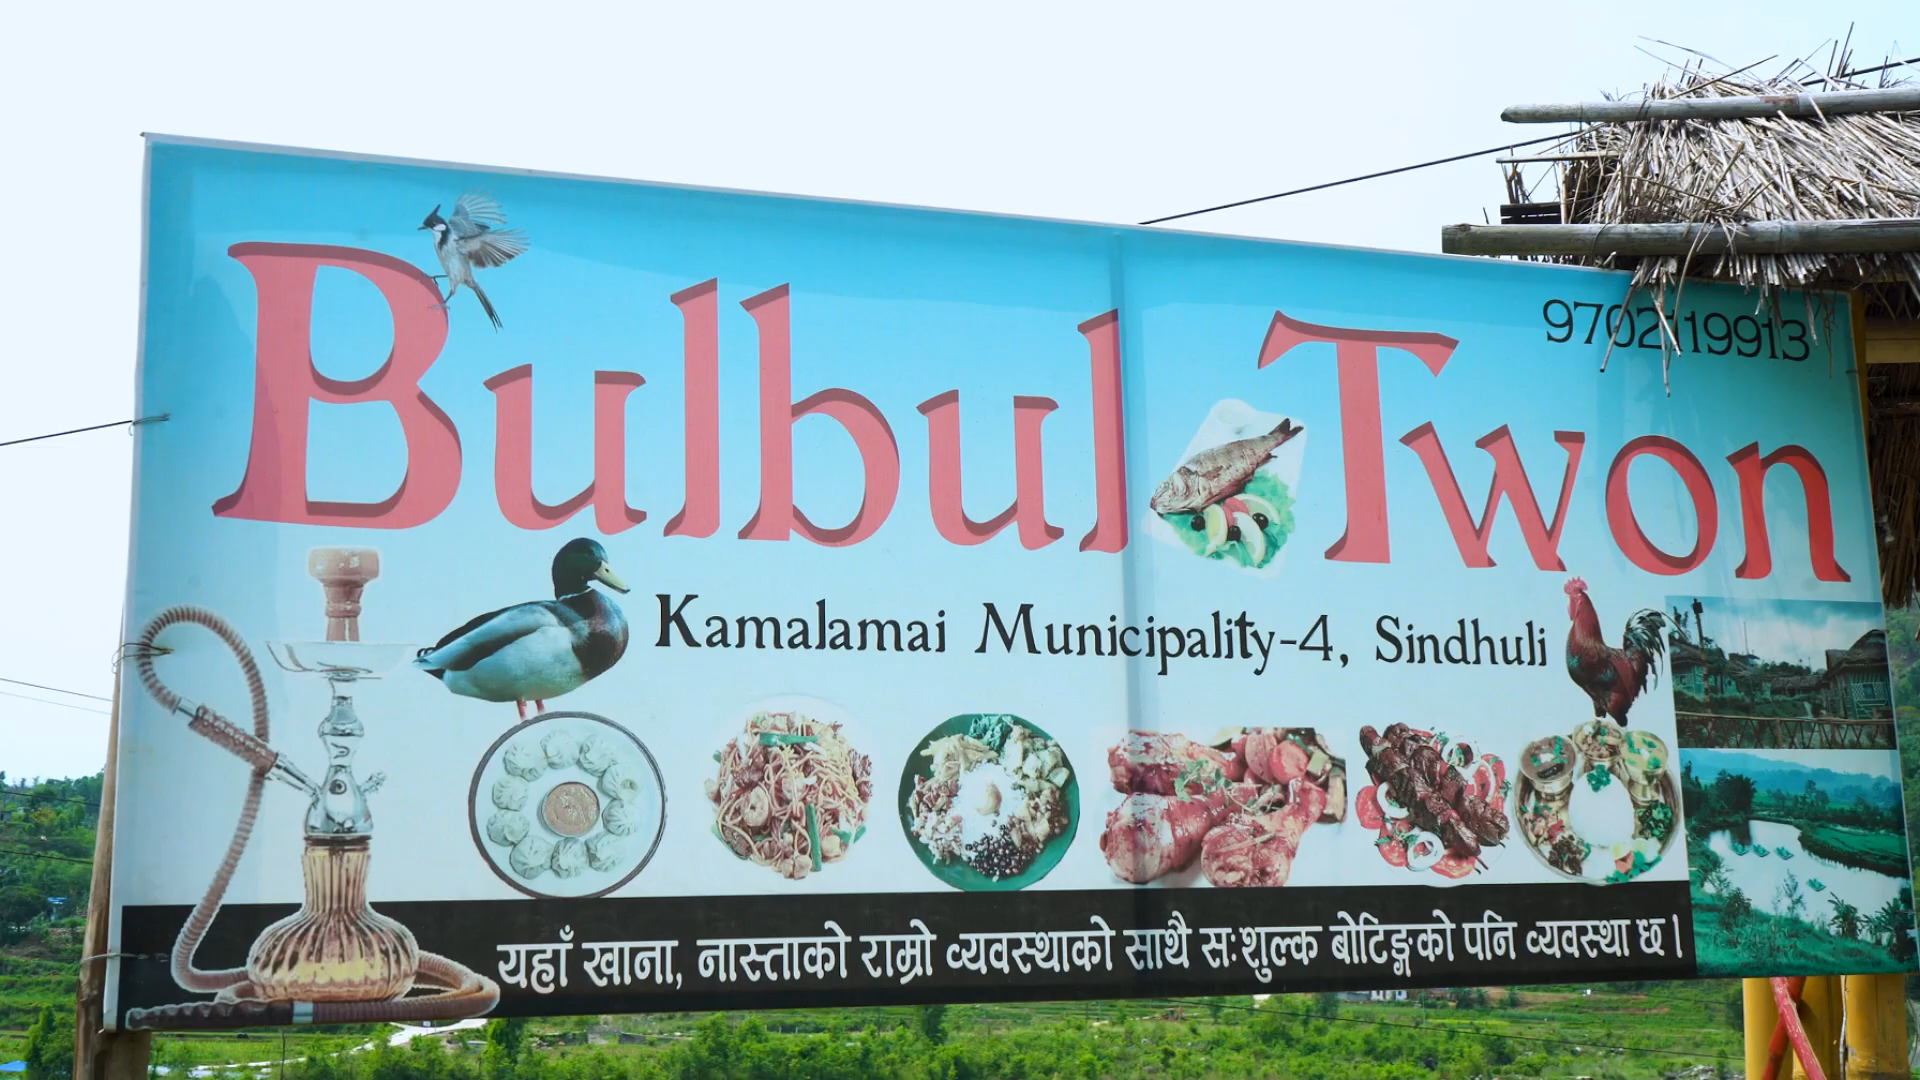 Bulbul Twon
9702119913
Kamalamai Municipality-4, Sindhuli
यहाँ खाना, नास्ताको राम्रो व्यवस्थाको साथै सःशुल्क बोटिङ्गको पनि व्यवस्था छ।